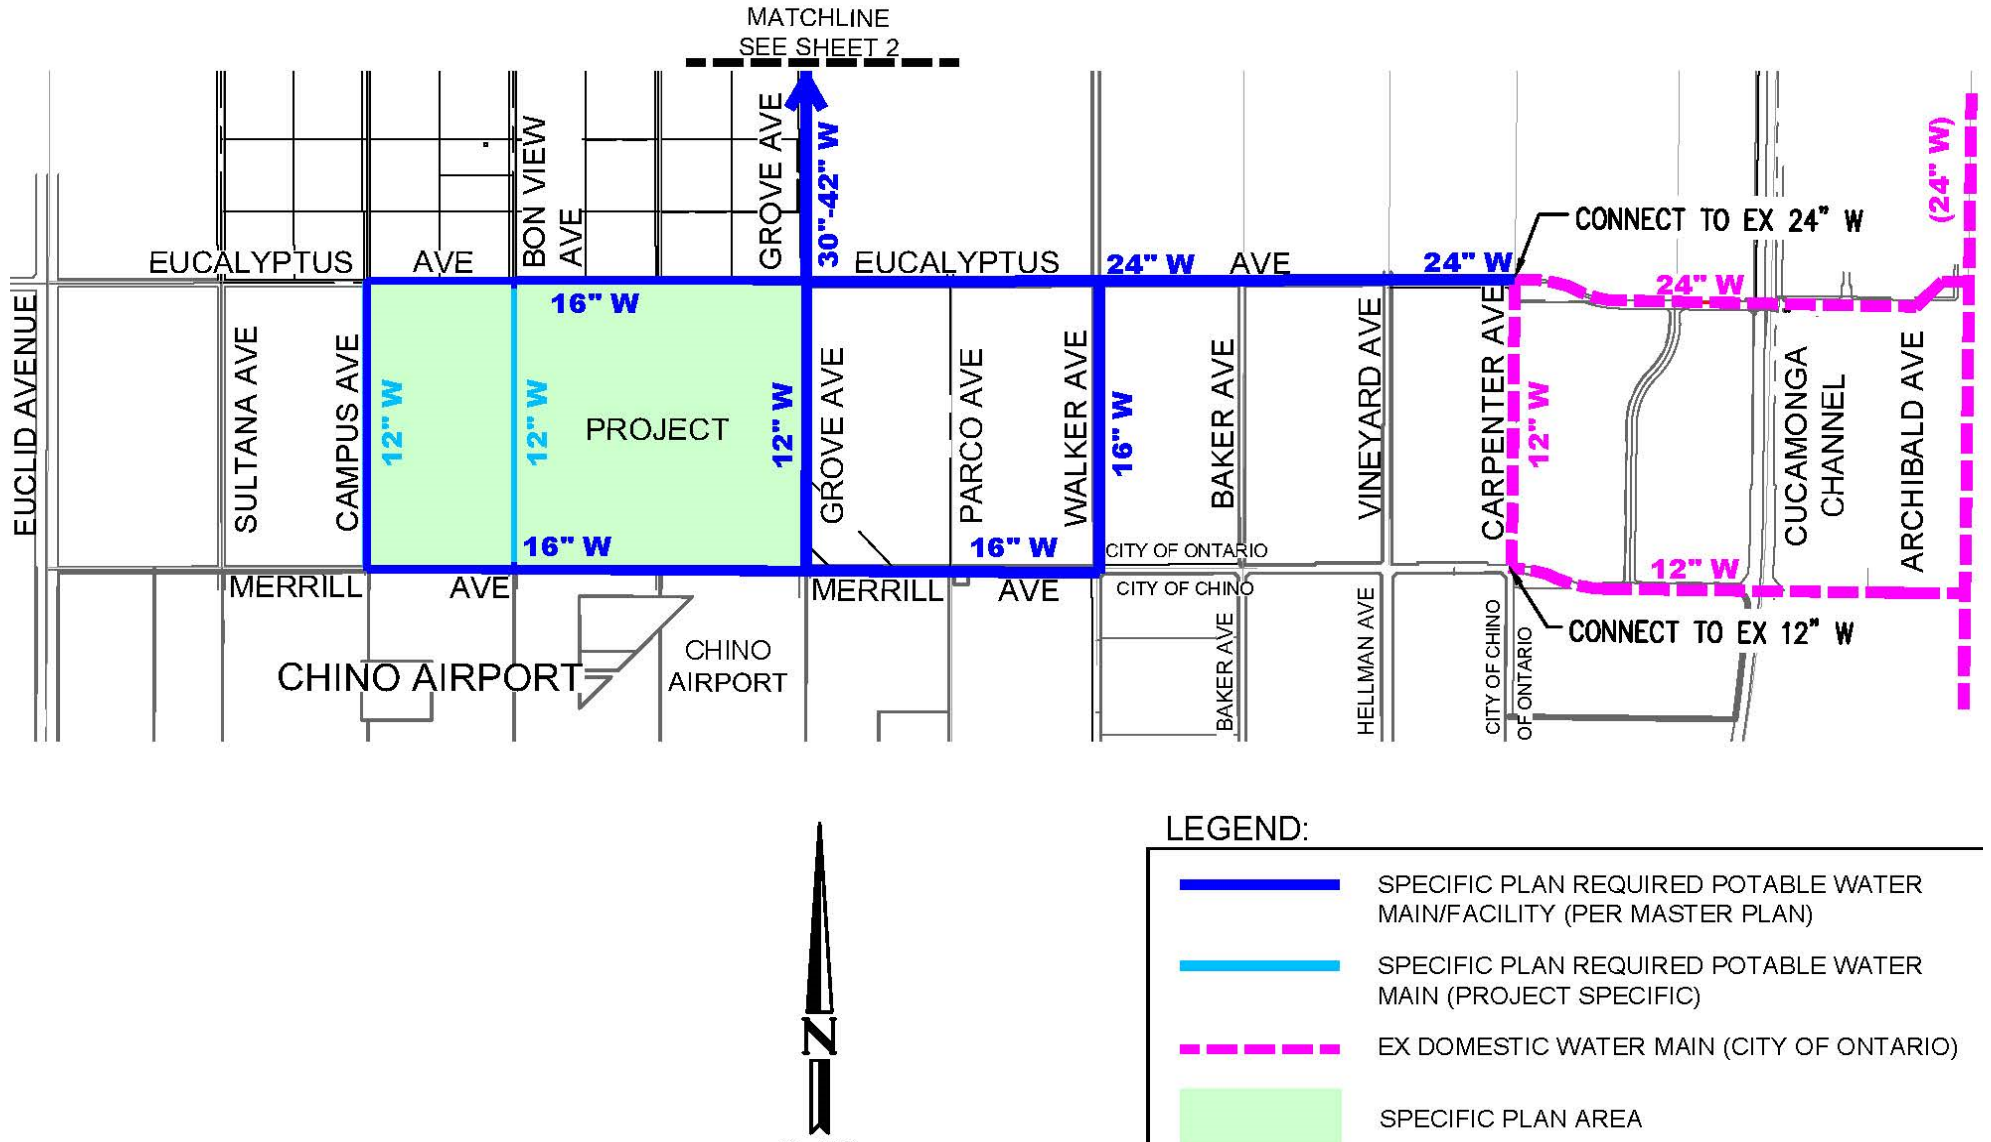 MATCHLINE
SEE SHEET 2
GROVE AVE
30"-42" W
BON VIEW
AVE
(24" W)
CONNECT TO EX 24" W
EUCALYPTUS AVE
EUCALYPTUS AVE
24" W
24" W
24" W
16" W
EUCLID AVENUE
SULTANA AVE
CAMPUS AVE
12" W
12" W
PROJECT
12" W
GROVE AVE
PARCO AVE
WALKER AVE
16" W
BAKER AVE
VINEYARD AVE
CARPENTER AVE
12" W
CUCAMONGA
CHANNEL
ARCHIBALD AVE
16" W
16" W
CITY OF ONTARIO
CITY OF CHINO
MERRILL AVE
MERRILL AVE
12" W
CONNECT TO EX 12" W
CHINO AIRPORT
CHINO
AIRPORT
BAKER AVE
HELLMAN AVE
CITY OF CHINO
OF ONTARIO
N
LEGEND:
SPECIFIC PLAN REQUIRED POTABLE WATER
MAIN/FACILITY (PER MASTER PLAN)
SPECIFIC PLAN REQUIRED POTABLE WATER
MAIN (PROJECT SPECIFIC)
EX DOMESTIC WATER MAIN (CITY OF ONTARIO)
SPECIFIC PLAN AREA